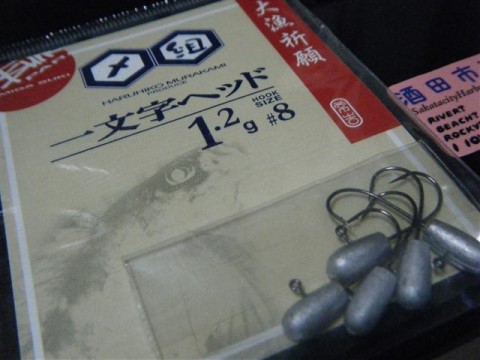 大漁祈願
メ組
HARUHIKO MURAKAMI
PRODUCE
一文字ヘッド
1.2g
HOOK
SIZE
#8
酒田市
SakatacityHarbo
RIVER?
BEACH?
ROCKY